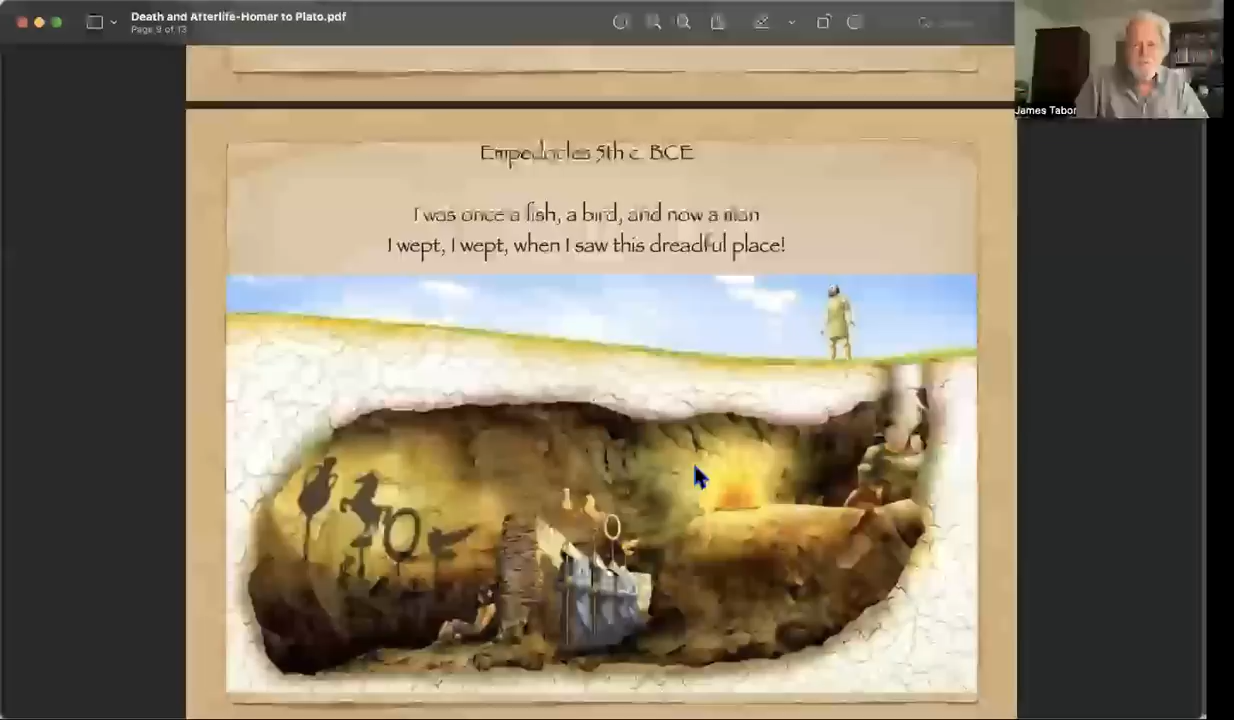 Death and Afterlife-Homer to Plato.pdf
Page 9 of 13
James Tabor
Empedocles 5th c. BCE
I was once a fish, a bird, and now a man
I wept, I wept, when I saw this dreadful place!